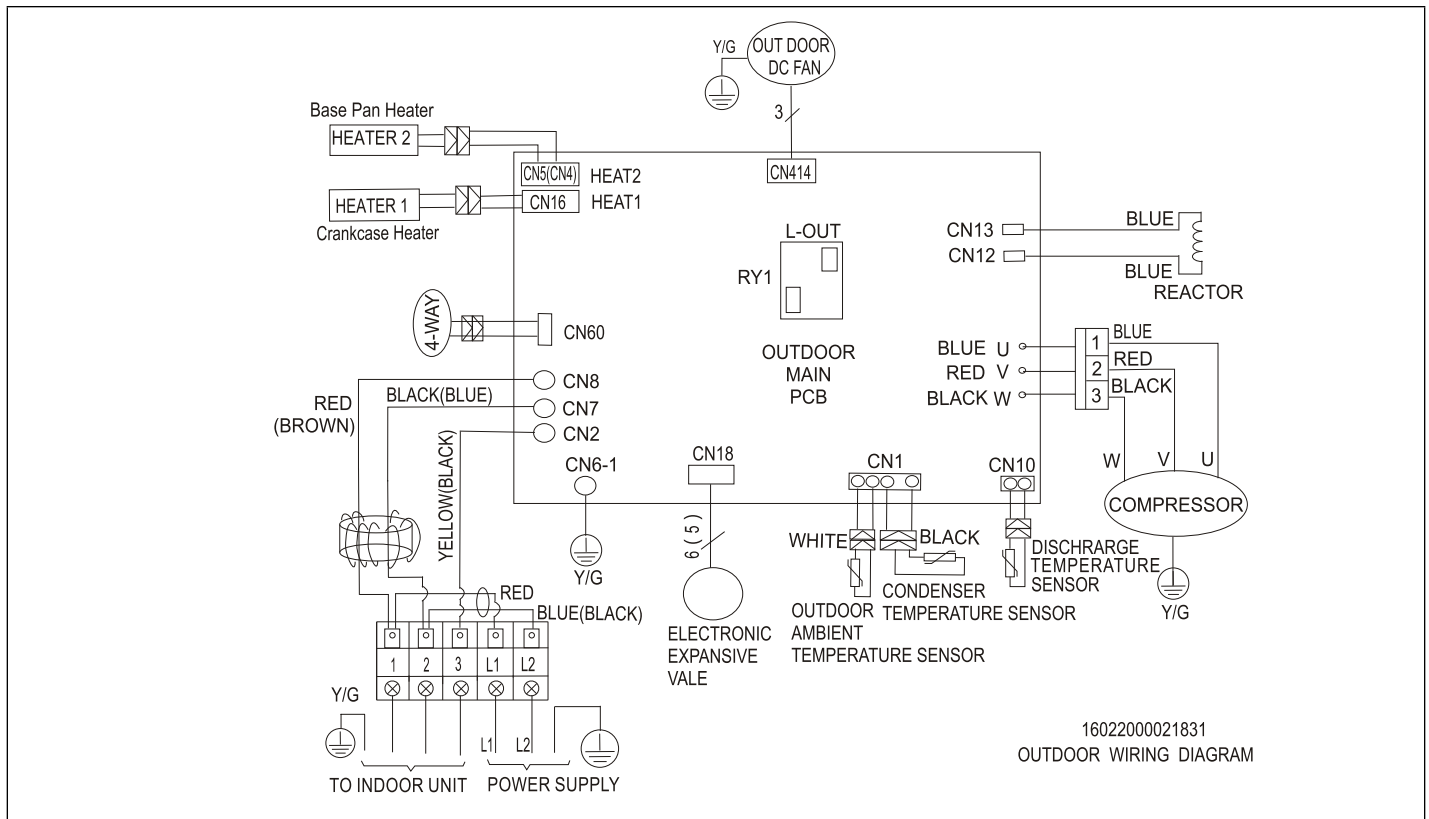 Y/G
OUT DOOR
DC FAN
3
Base Pan Heater
HEATER 2
CN5(CN4)
HEAT2
CN414
HEATER 1
CN16
HEAT1
Crankcase Heater
L-OUT
RY1
CN13
BLUE
CN12
BLUE
REACTOR
4-WAY
CN60
OUTDOOR
MAIN
PCB
BLUE U
RED V
BLACK W
1
2
3
BLUE
RED
BLACK
W
V
U
COMPRESSOR
Y/G
CN8
BLACK(BLUE)
CN7
RED
(BROWN)
CN2
YELLOW(BLACK)
CN6-1
Y/G
CN18
6 ( 5 )
ELECTRONIC
EXPANSIVE
VALE
CN1
WHITE
BLACK
OUTDOOR
AMBIENT
TEMPERATURE SENSOR
CONDENSER
TEMPERATURE SENSOR
CN10
DISCHRARGE
TEMPERATURE
SENSOR
RED
BLUE(BLACK)
1
2
3
L1
L2
Y/G
L1
L2
TO INDOOR UNIT
POWER SUPPLY
16022000021831
OUTDOOR WIRING DIAGRAM